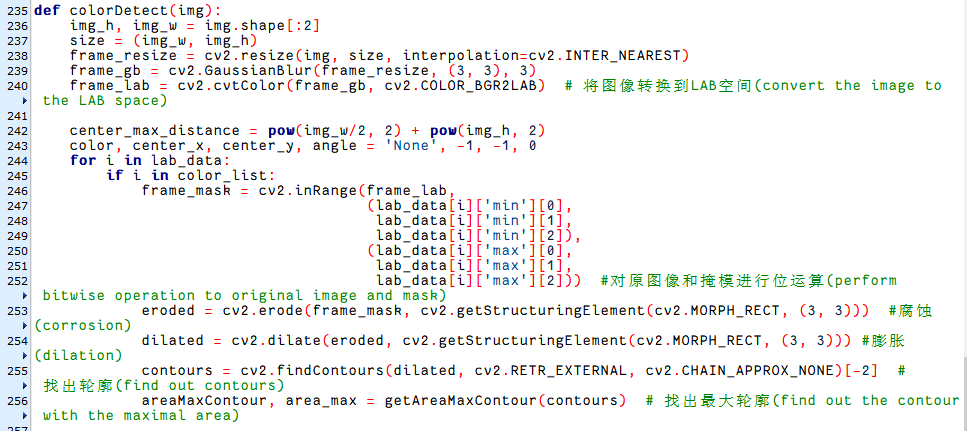 235 def colorDetect(img):
236     img_h, img_w = img.shape[:2]
237     size = (img_w, img_h)
238     frame_resize = cv2.resize(img, size, interpolation=cv2.INTER_NEAREST)
239     frame_gb = cv2.GaussianBlur(frame_resize, (3, 3), 3)
240     frame_lab = cv2.cvtColor(frame_gb, cv2.COLOR_BGR2LAB)  # 将图像转换到LAB空间(convert the image to
the LAB space)
241
242     center_max_distance = pow(img_w/2, 2) + pow(img_h, 2)
243     color, center_x, center_y, angle = 'None', -1, -1, 0
244     for i in lab_data:
245         if i in color_list:
246             frame_mask = cv2.inRange(frame_lab,
247                                      (lab_data[i]['min'][0],
248                                       lab_data[i]['min'][1],
249                                       lab_data[i]['min'][2]),
250                                      (lab_data[i]['max'][0],
251                                       lab_data[i]['max'][1],
252                                       lab_data[i]['max'][2]))  #对原图像和掩模进行位运算(perform
bitwise operation to original image and mask)
253             eroded = cv2.erode(frame_mask, cv2.getStructuringElement(cv2.MORPH_RECT, (3, 3)))  #腐蚀
(corrosion)
254             dilated = cv2.dilate(eroded, cv2.getStructuringElement(cv2.MORPH_RECT, (3, 3))) #膨胀
(dilation)
255             contours = cv2.findContours(dilated, cv2.RETR_EXTERNAL, cv2.CHAIN_APPROX_NONE)[-2]  #
找出轮廓(find out contours)
256             areaMaxContour, area_max = getAreaMaxContour(contours)  # 找出最大轮廓(find out the contour
with the maximal area)
257